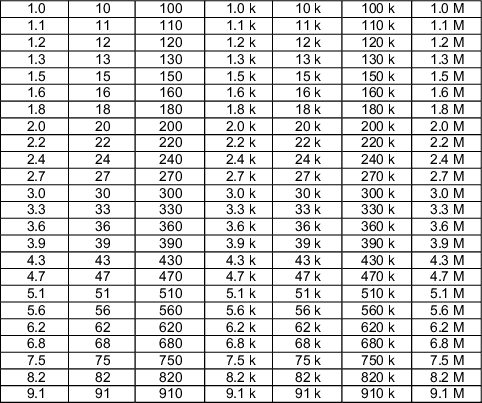 1.0 10 100 1.0 k 10 k 100 k 1.0 M
1.1 11 110 1.1 k 11 k 110 k 1.1 M
1.2 12 120 1.2 k 12 k 120 k 1.2 M
1.3 13 130 1.3 k 13 k 130 k 1.3 M
1.5 15 150 1.5 k 15 k 150 k 1.5 M
1.6 16 160 1.6 k 16 k 160 k 1.6 M
1.8 18 180 1.8 k 18 k 180 k 1.8 M
2.0 20 200 2.0 k 20 k 200 k 2.0 M
2.2 22 220 2.2 k 22 k 220 k 2.2 M
2.4 24 240 2.4 k 24 k 240 k 2.4 M
2.7 27 270 2.7 k 27 k 270 k 2.7 M
3.0 30 300 3.0 k 30 k 300 k 3.0 M
3.3 33 330 3.3 k 33 k 330 k 3.3 M
3.6 36 360 3.6 k 36 k 360 k 3.6 M
3.9 39 390 3.9 k 39 k 390 k 3.9 M
4.3 43 430 4.3 k 43 k 430 k 4.3 M
4.7 47 470 4.7 k 47 k 470 k 4.7 M
5.1 51 510 5.1 k 51 k 510 k 5.1 M
5.6 56 560 5.6 k 56 k 560 k 5.6 M
6.2 62 620 6.2 k 62 k 620 k 6.2 M
6.8 68 680 6.8 k 68 k 680 k 6.8 M
7.5 75 750 7.5 k 75 k 750 k 7.5 M
8.2 82 820 8.2 k 82 k 820 k 8.2 M
9.1 91 910 9.1 k 91 k 910 k 9.1 M